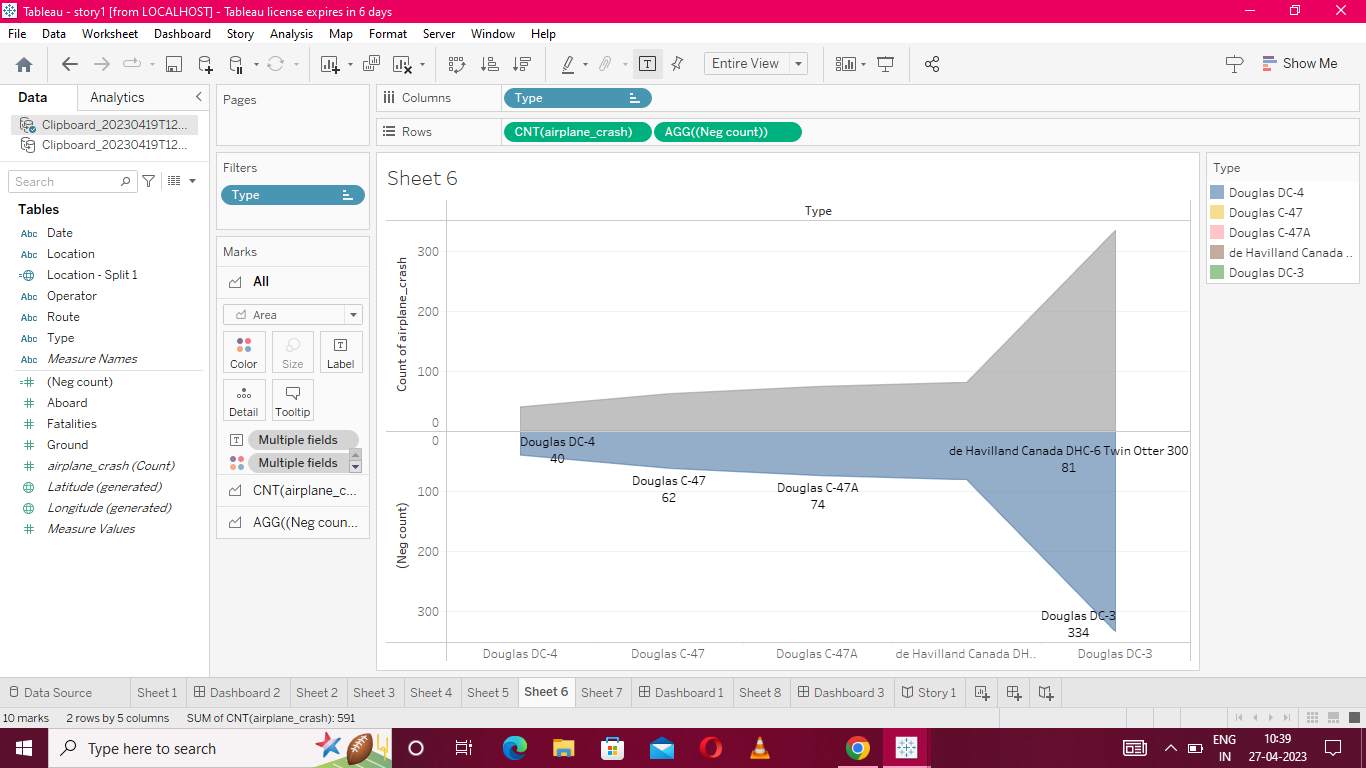 Tableau - story1 [from LOCALHOST] - Tableau license expires in 6 days
File Data Worksheet Dashboard Story Analysis Map Format Server Window Help
Entire View
Show Me
Data Analytics
Clipboard_20230419T12...
Clipboard_20230419T12...
Search
Tables
Abc Date
Abc Location
Location - Split 1
Abc Operator
Abc Route
Abc Type
Abc Measure Names
(Neg count)
Aboard
Fatalities
Ground
airplane_crash (Count)
Latitude (generated)
Longitude (generated)
Measure Values
Pages
Filters
Type
Marks
All
Area
Color Size Label
Detail Tooltip
Multiple fields
Multiple fields
CNT(airplane_c...
AGG((Neg coun...
Columns Type
Rows CNT(airplane_crash) AGG((Neg count))
Sheet 6
Type
Count of airplane_crash
300
200
100
0
(Neg count)
0
100
200
300
Douglas DC-4
40
Douglas C-47
62
Douglas C-47A
74
de Havilland Canada DHC-6 Twin Otter 300
81
Douglas DC-3
334
Douglas DC-4 Douglas C-47 Douglas C-47A de Havilland Canada DH.. Douglas DC-3
Type
Douglas DC-4
Douglas C-47
Douglas C-47A
de Havilland Canada ..
Douglas DC-3
Data Source Sheet 1 Dashboard 2 Sheet 2 Sheet 3 Sheet 4 Sheet 5 Sheet 6 Sheet 7 Dashboard 1 Sheet 8 Dashboard 3 Story 1
10 marks 2 rows by 5 columns SUM of CNT(airplane_crash): 591
Type here to search
ENG
IN
10:39
27-04-2023